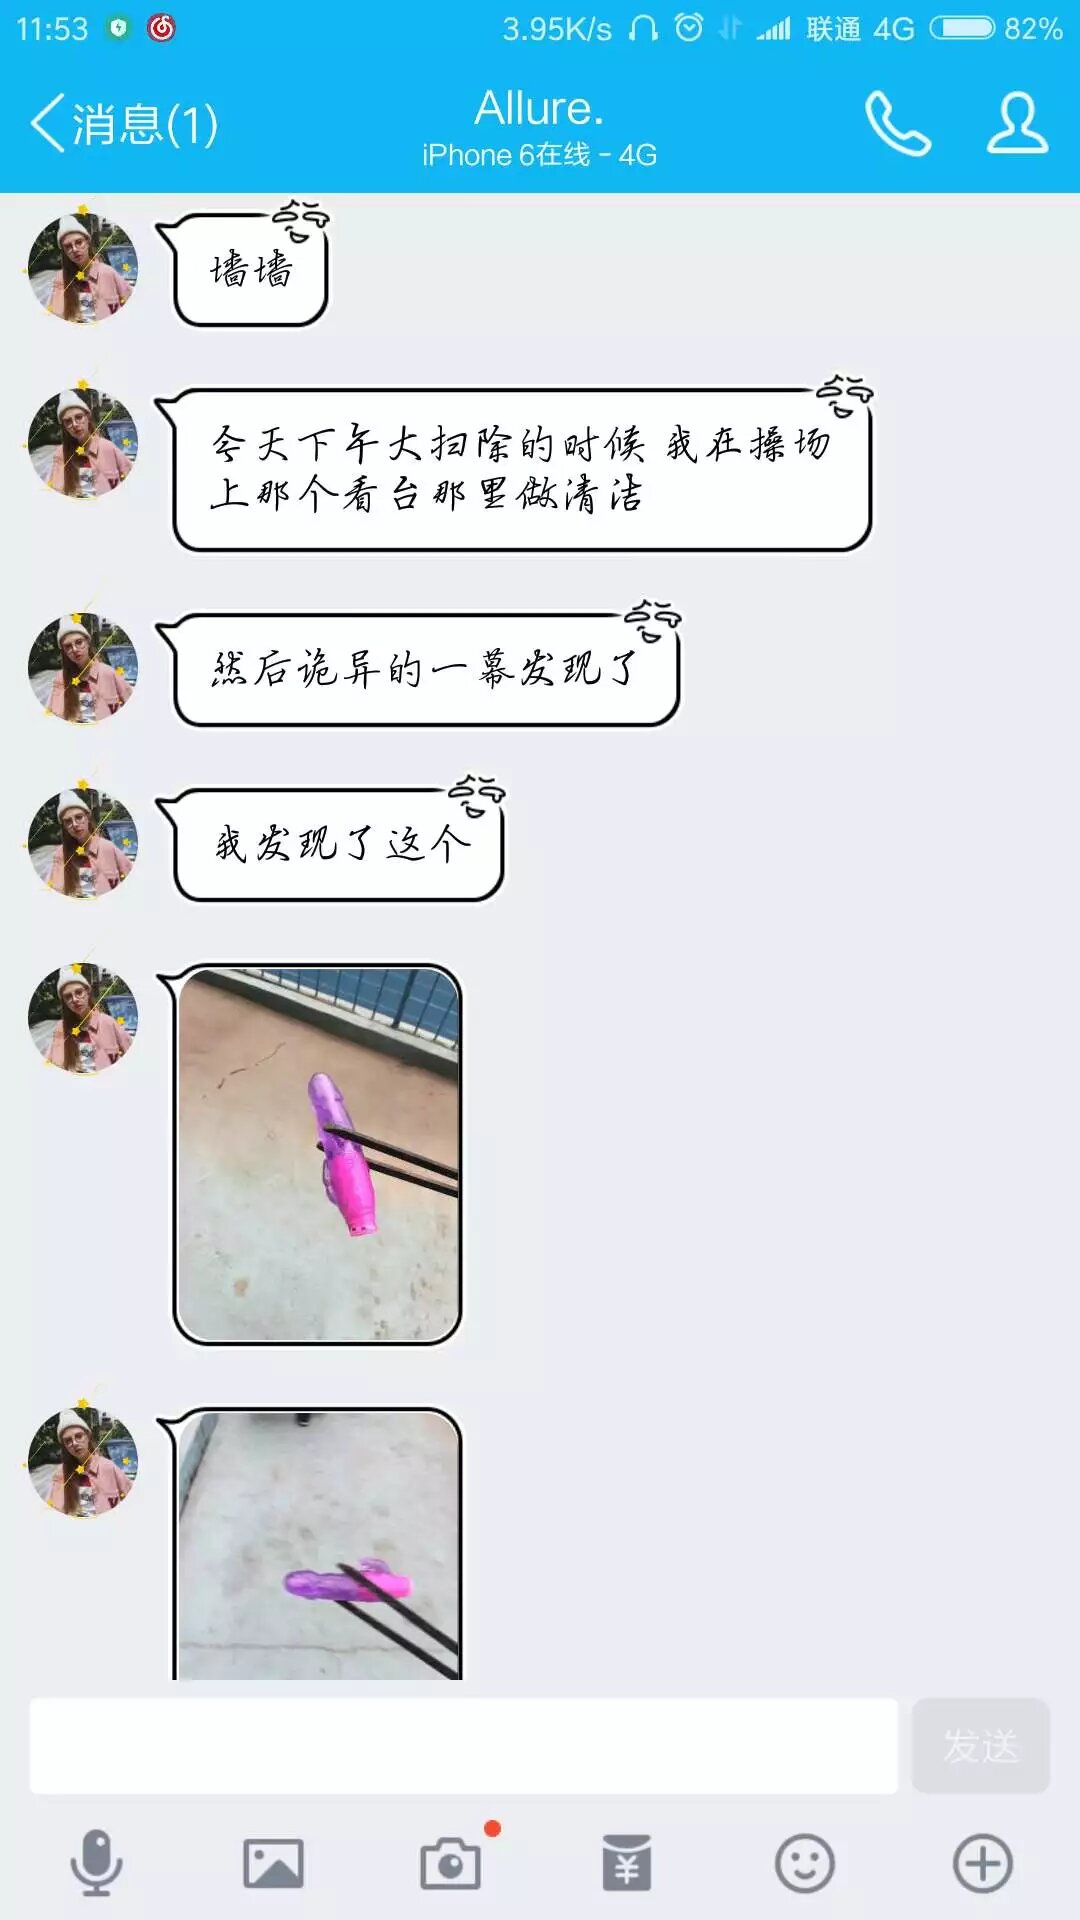 11:53 3.95K/s 联通 4G 82%
消息(1)
Allure.
iPhone 6在线 - 4G
墙墙
今天下午大扫除的时候 我在操场
上那个看台那里做清洁
然后诡异的一幕发现了
我发现了这个
发送